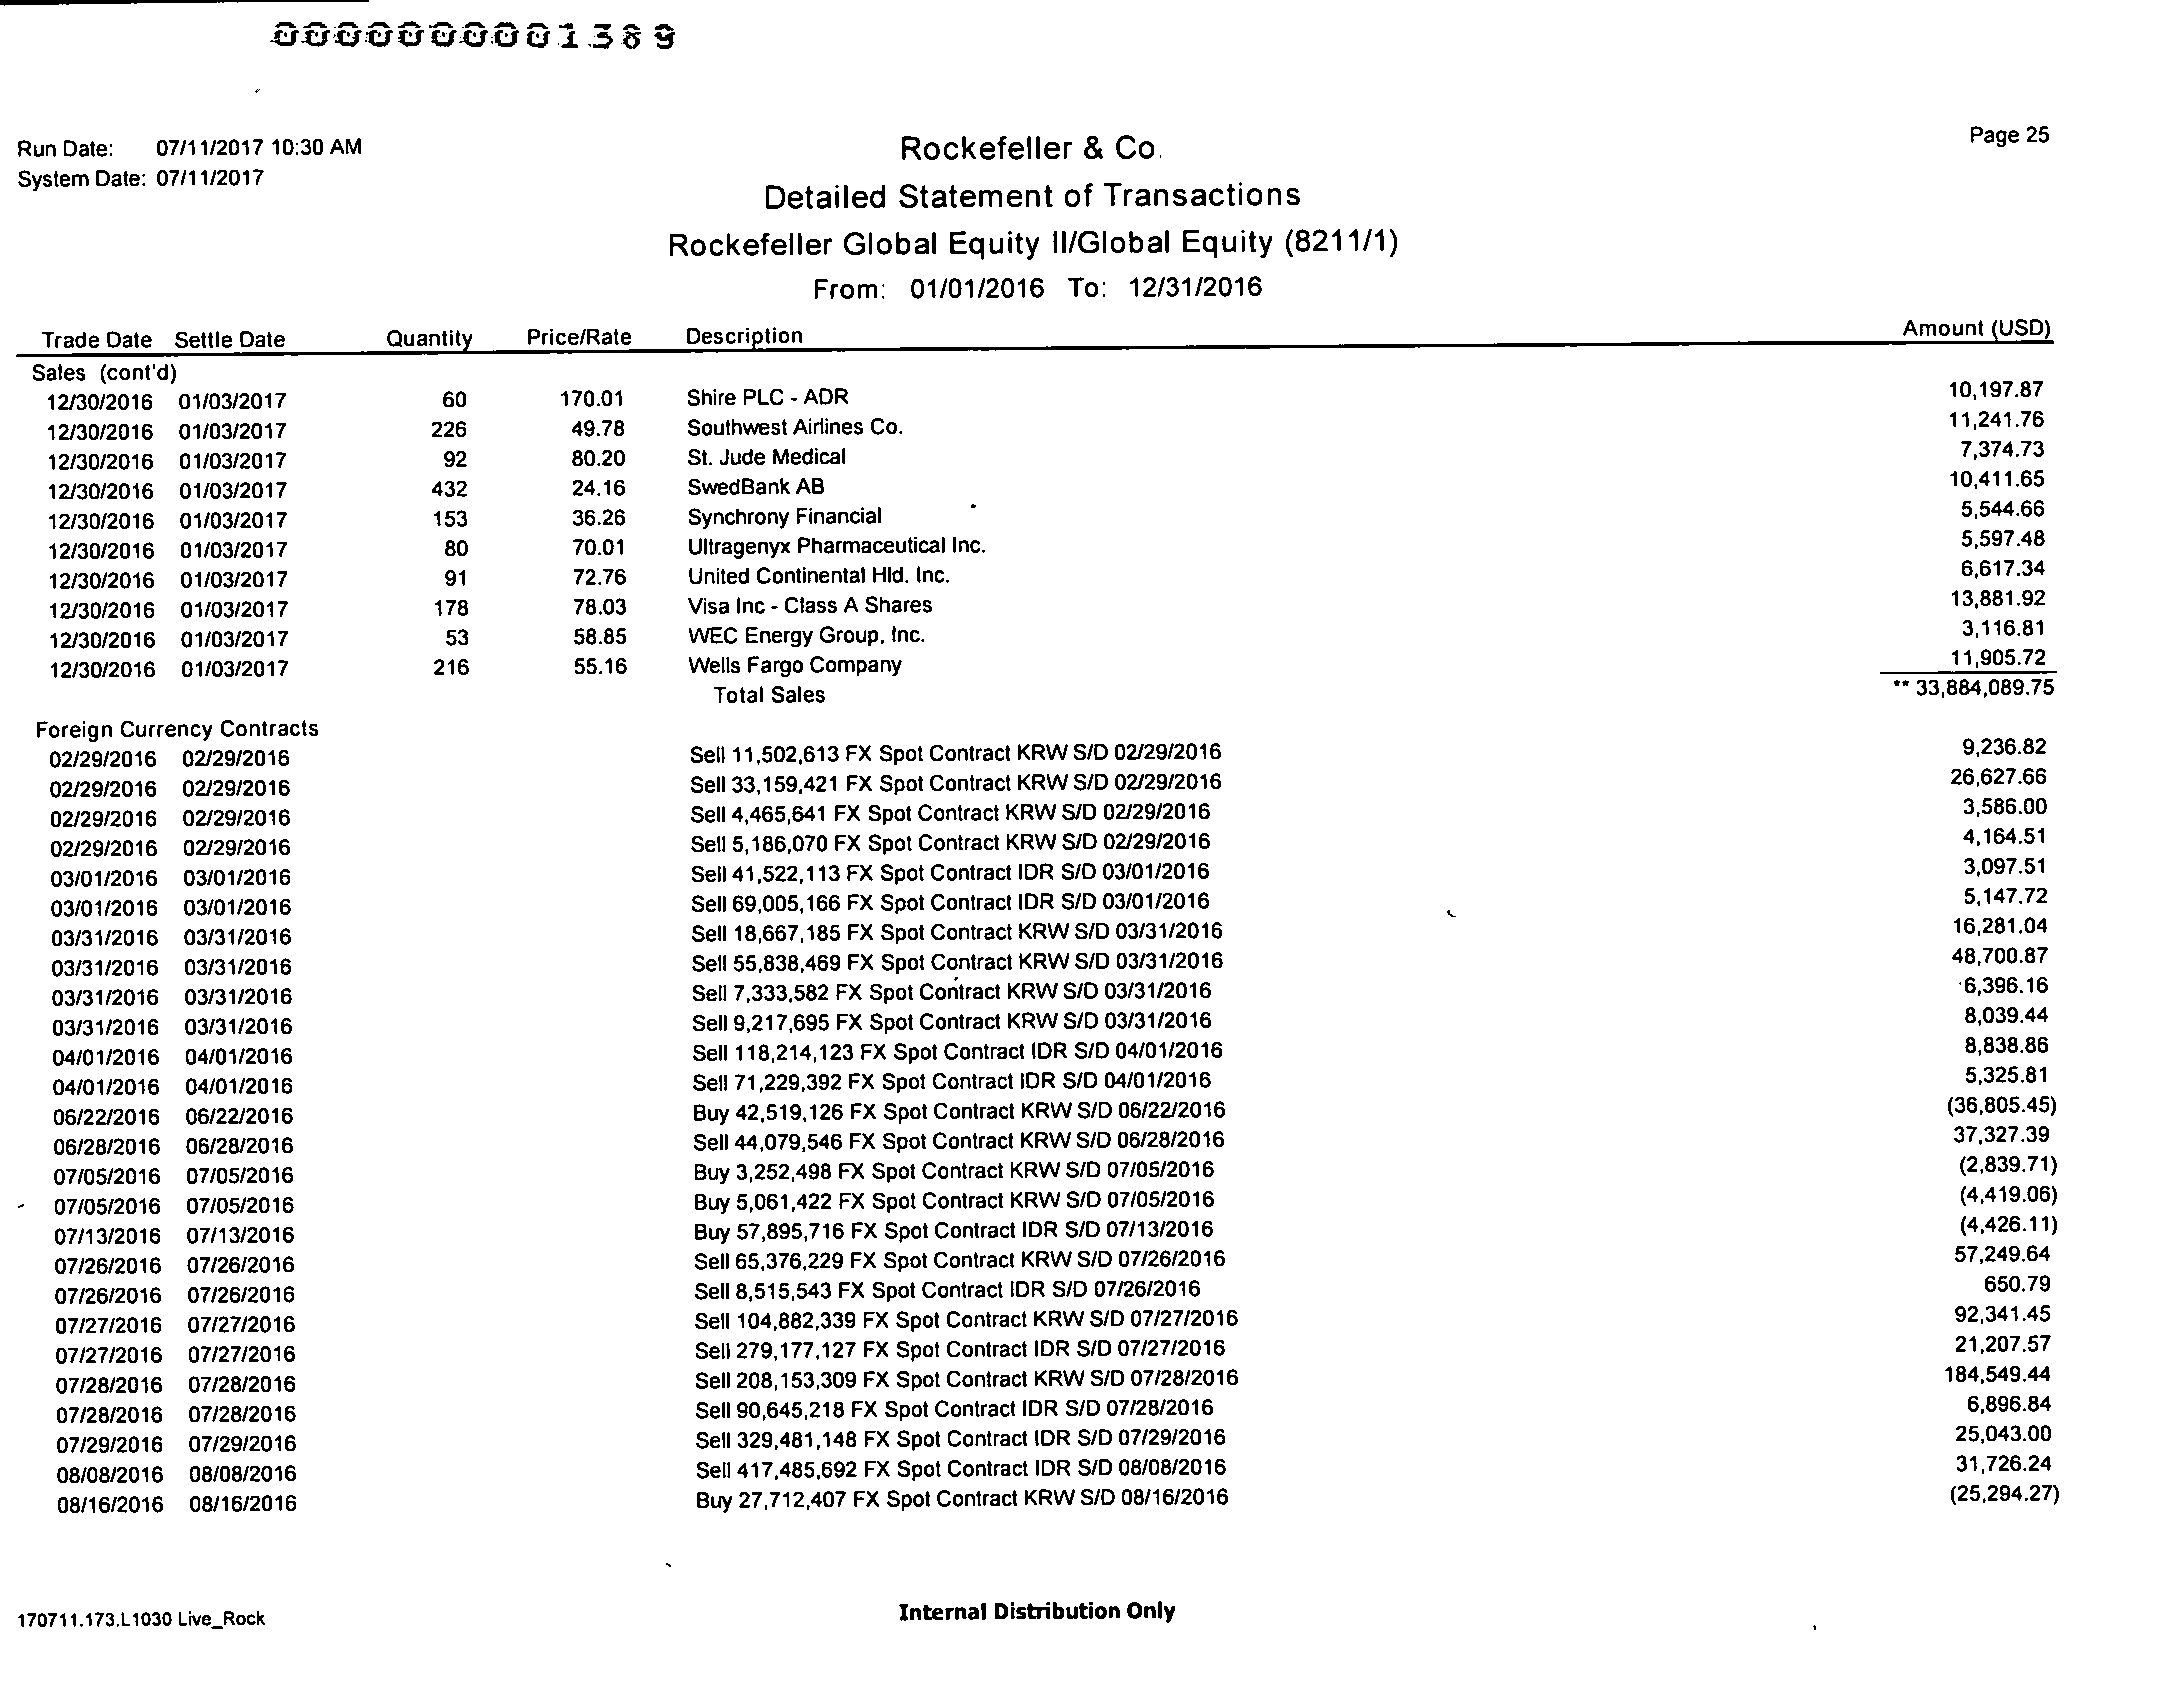 0000000001389
Run Date: 07/11/2017 10:30 AM
System Date: 07/11/2017
Rockefeller & Co.
Page 25
Detailed Statement of Transactions
Rockefeller Global Equity II/Global Equity (8211/1)
From: 01/01/2016 To: 12/31/2016
Trade Date Settle Date Quantity Price/Rate Description Amount (USD)
Sales (cont'd)
12/30/2016 01/03/2017 60 170.01 Shire PLC - ADR 10,197.87
12/30/2016 01/03/2017 226 49.78 Southwest Airlines Co. 11,241.76
12/30/2016 01/03/2017 92 80.20 St. Jude Medical 7,374.73
12/30/2016 01/03/2017 432 24.16 SwedBank AB 10,411.65
12/30/2016 01/03/2017 153 36.26 Synchrony Financial 5,544.66
12/30/2016 01/03/2017 80 70.01 Ultragenyx Pharmaceutical Inc. 5,597.48
12/30/2016 01/03/2017 91 72.76 United Continental Hld. Inc. 6,617.34
12/30/2016 01/03/2017 178 78.03 Visa Inc - Class A Shares 13,881.92
12/30/2016 01/03/2017 53 58.85 WEC Energy Group, Inc. 3,116.81
12/30/2016 01/03/2017 216 55.16 Wells Fargo Company 11,905.72
Total Sales ** 33,884,089.75
Foreign Currency Contracts
02/29/2016 02/29/2016 Sell 11,502,613 FX Spot Contract KRW S/D 02/29/2016 9,236.82
02/29/2016 02/29/2016 Sell 33,159,421 FX Spot Contract KRW S/D 02/29/2016 26,627.66
02/29/2016 02/29/2016 Sell 4,465,641 FX Spot Contract KRW S/D 02/29/2016 3,586.00
02/29/2016 02/29/2016 Sell 5,186,070 FX Spot Contract KRW S/D 02/29/2016 4,164.51
03/01/2016 03/01/2016 Sell 41,522,113 FX Spot Contract IDR S/D 03/01/2016 3,097.51
03/01/2016 03/01/2016 Sell 69,005,166 FX Spot Contract IDR S/D 03/01/2016 5,147.72
03/31/2016 03/31/2016 Sell 18,667,185 FX Spot Contract KRW S/D 03/31/2016 16,281.04
03/31/2016 03/31/2016 Sell 55,838,469 FX Spot Contract KRW S/D 03/31/2016 48,700.87
03/31/2016 03/31/2016 Sell 7,333,582 FX Spot Contract KRW S/D 03/31/2016 6,396.16
03/31/2016 03/31/2016 Sell 9,217,695 FX Spot Contract KRW S/D 03/31/2016 8,039.44
04/01/2016 04/01/2016 Sell 118,214,123 FX Spot Contract IDR S/D 04/01/2016 8,838.86
04/01/2016 04/01/2016 Sell 71,229,392 FX Spot Contract IDR S/D 04/01/2016 5,325.81
06/22/2016 06/22/2016 Buy 42,519,126 FX Spot Contract KRW S/D 06/22/2016 (36,805.45)
06/28/2016 06/28/2016 Sell 44,079,546 FX Spot Contract KRW S/D 06/28/2016 37,327.39
07/05/2016 07/05/2016 Buy 3,252,498 FX Spot Contract KRW S/D 07/05/2016 (2,839.71)
07/05/2016 07/05/2016 Buy 5,061,422 FX Spot Contract KRW S/D 07/05/2016 (4,419.06)
07/13/2016 07/13/2016 Buy 57,895,716 FX Spot Contract IDR S/D 07/13/2016 (4,426.11)
07/26/2016 07/26/2016 Sell 65,376,229 FX Spot Contract KRW S/D 07/26/2016 57,249.64
07/26/2016 07/26/2016 Sell 8,515,543 FX Spot Contract IDR S/D 07/26/2016 650.79
07/27/2016 07/27/2016 Sell 104,882,339 FX Spot Contract KRW S/D 07/27/2016 92,341.45
07/27/2016 07/27/2016 Sell 279,177,127 FX Spot Contract IDR S/D 07/27/2016 21,207.57
07/28/2016 07/28/2016 Sell 208,153,309 FX Spot Contract KRW S/D 07/28/2016 184,549.44
07/28/2016 07/28/2016 Sell 90,645,218 FX Spot Contract IDR S/D 07/28/2016 6,896.84
07/29/2016 07/29/2016 Sell 329,481,148 FX Spot Contract IDR S/D 07/29/2016 25,043.00
08/08/2016 08/08/2016 Sell 417,485,692 FX Spot Contract IDR S/D 08/08/2016 31,726.24
08/16/2016 08/16/2016 Buy 27,712,407 FX Spot Contract KRW S/D 08/16/2016 (25,294.27)
170711.173.L1030 Live_Rock
Internal Distribution Only